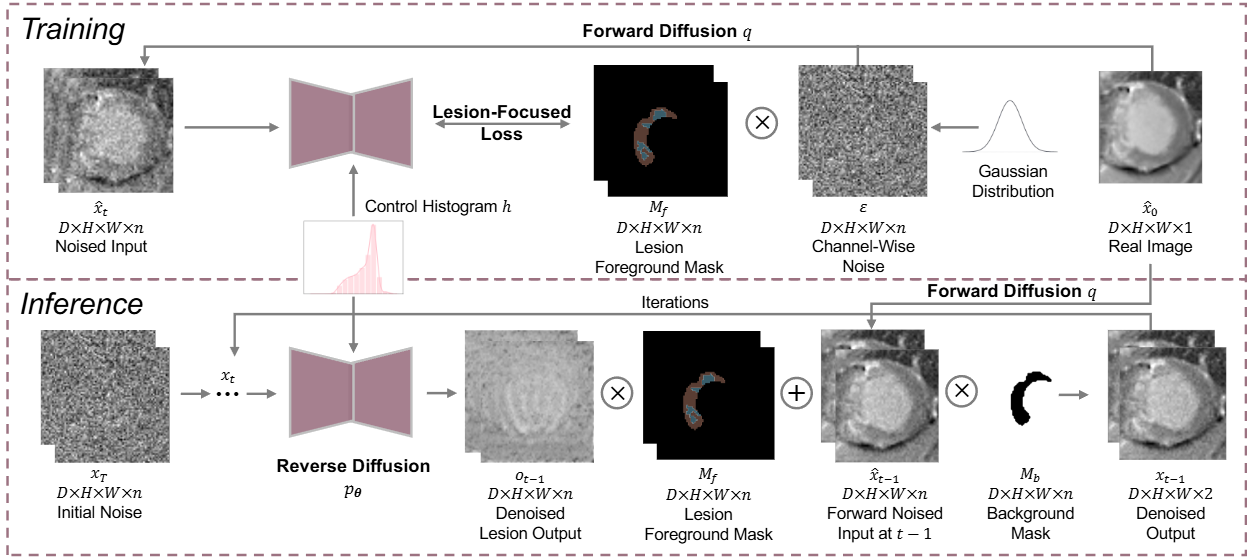 Training
Forward Diffusion q
Lesion-Focused
Loss
Control Histogram h
x̂_t
D×H×W×n
Noised Input
M_f
D×H×W×n
Lesion
Foreground Mask
ε
D×H×W×n
Channel-Wise
Noise
Gaussian
Distribution
x̂_0
D×H×W×1
Real Image
Inference
Iterations
Forward Diffusion q
x_t
x_T
D×H×W×n
Initial Noise
Reverse Diffusion
p_θ
o_{t−1}
D×H×W×n
Denoised
Lesion Output
M_f
D×H×W×n
Lesion
Foreground Mask
x̂_{t−1}
D×H×W×n
Forward Noised
Input at t − 1
M_b
D×H×W×n
Background
Mask
x_{t−1}
D×H×W×2
Denoised
Output